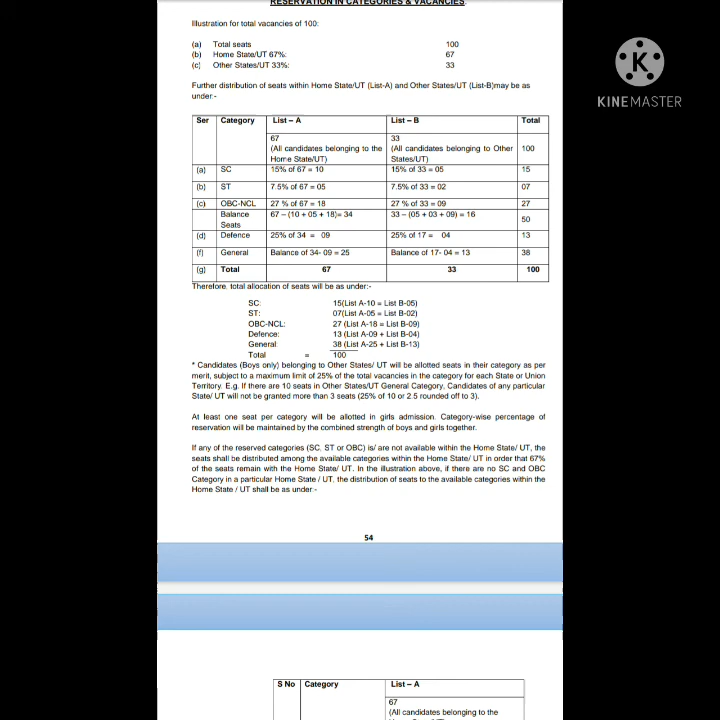 RESERVATION IN CATEGORIES & VACANCIES.
Illustration for total vacancies of 100:
(a) Total seats 100
(b) Home State/UT 67%: 67
(c) Other States/UT 33%: 33
Further distribution of seats within Home State/UT (List-A) and Other States/UT (List-B)may be as
under:-
KINEMASTER
Ser Category List – A List – B Total
67 33
(All candidates belonging to the (All candidates belonging to Other 100
Home State/UT) States/UT)
(a) SC 15% of 67 = 10 15% of 33 = 05 15
(b) ST 7.5% of 67 = 05 7.5% of 33 = 02 07
(c) OBC-NCL 27 % of 67 = 18 27 % of 33 = 09 27
Balance 67 – (10 + 05 + 18)= 34 33 – (05 + 03 + 09) = 16 50
Seats
(d) Defence 25% of 34 = 09 25% of 17 = 04 13
(f) General Balance of 34- 09 = 25 Balance of 17- 04 = 13 38
(g) Total 67 33 100
Therefore, total allocation of seats will be as under:-
SC: 15(List A-10 = List B-05)
ST: 07(List A-05 = List B-02)
OBC-NCL: 27 (List A-18 = List B-09)
Defence: 13 (List A-09 + List B-04)
General: 38 (List A-25 + List B-13)
Total = 100
* Candidates (Boys only) belonging to Other States/ UT will be allotted seats in their category as per
merit, subject to a maximum limit of 25% of the total vacancies in the category for each State or Union
Territory. E.g. If there are 10 seats in Other States/UT General Category, Candidates of any particular
State/ UT will not be granted more than 3 seats (25% of 10 or 2.5 rounded off to 3).
At least one seat per category will be allotted in girls admission. Category-wise percentage of
reservation will be maintained by the combined strength of boys and girls together.
If any of the reserved categories (SC, ST or OBC) is/ are not available within the Home State/ UT, the
seats shall be distributed among the available categories within the Home State/ UT in order that 67%
of the seats remain with the Home State/ UT. In the illustration above, if there are no SC and OBC
Category in a particular Home State / UT, the distribution of seats to the available categories within the
Home State / UT shall be as under:-
54
S No Category List – A
67
(All candidates belonging to the